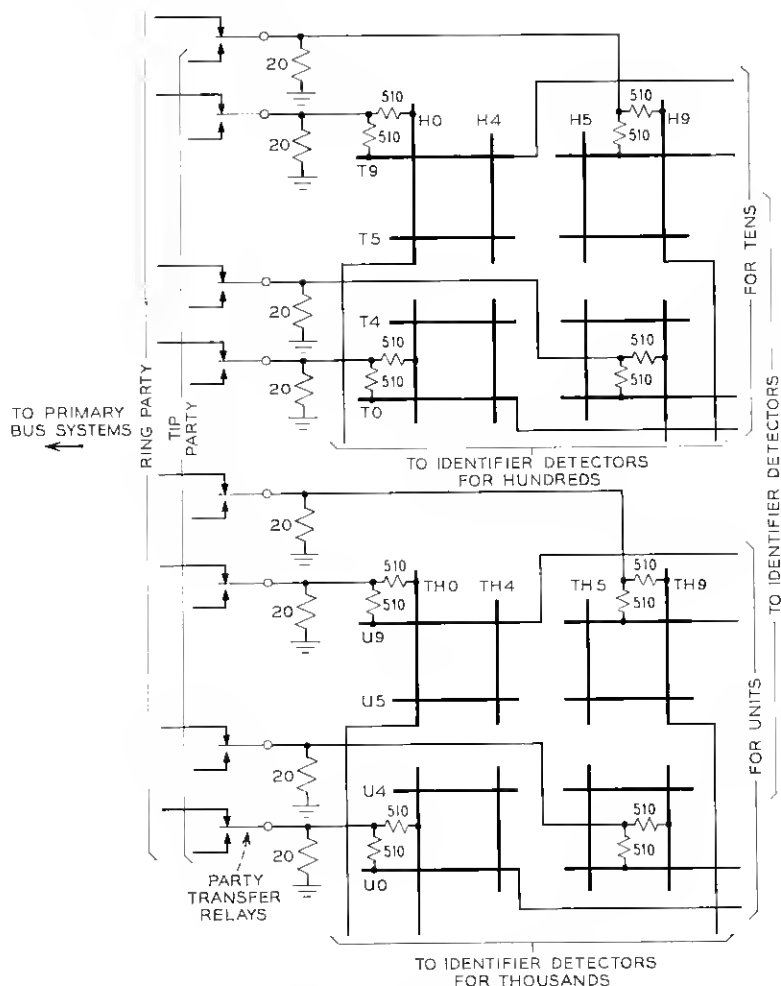 20
510
H0
H4
H5
510
H9
20
510
510
T9
T5
FOR TENS
20
T4
510
510
510
510
20
T0
TO PRIMARY
BUS SYSTEMS
RING PARTY
TIP
PARTY
TO IDENTIFIER DETECTORS
FOR HUNDREDS
TO IDENTIFIER DETECTORS
20
510
TH0
TH4
TH5
510
TH9
20
510
510
U9
U5
FOR UNITS
20
U4
510
510
510
510
20
U0
PARTY
TRANSFER
RELAYS
TO IDENTIFIER DETECTORS
FOR THOUSANDS